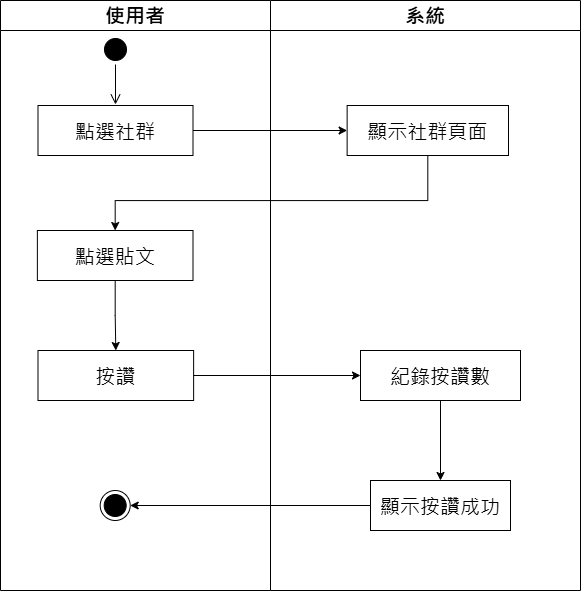 使用者
系統
點選社群
顯示社群頁面
點選貼文
按讚
紀錄按讚數
顯示按讚成功